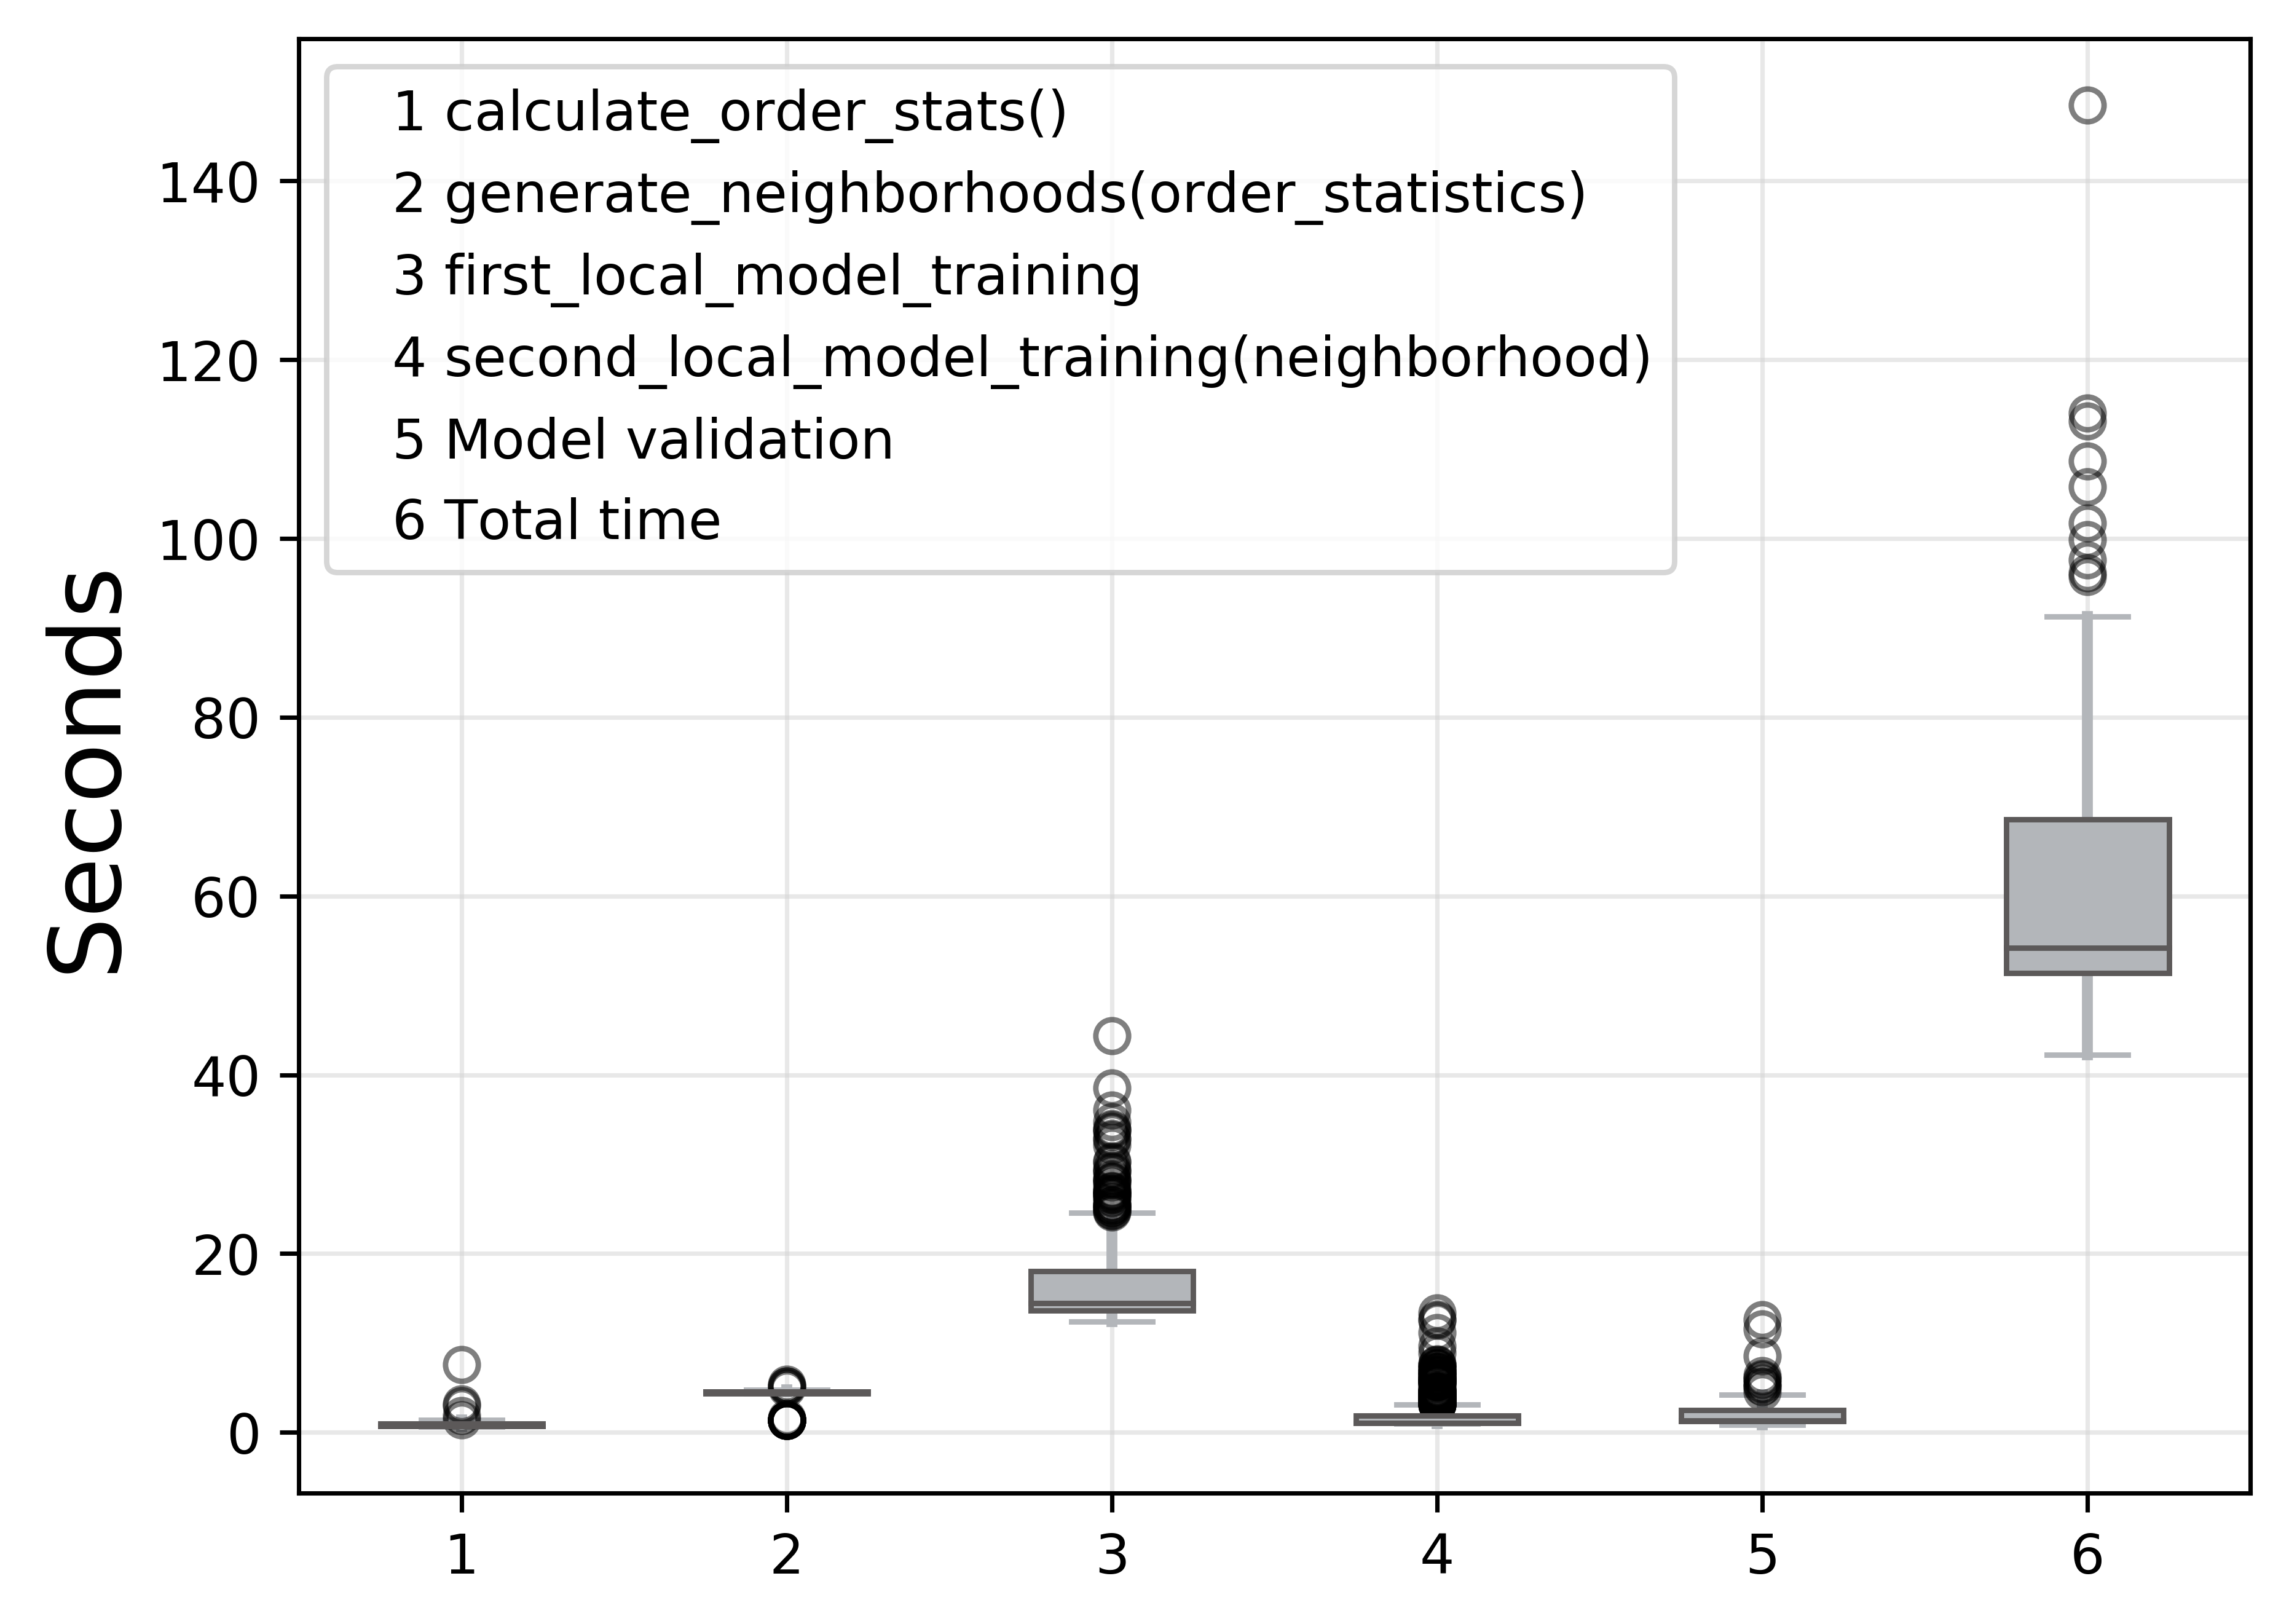 1 calculate_order_stats()
2 generate_neighborhoods(order_statistics)
3 first_local_model_training
4 second_local_model_training(neighborhood)
5 Model validation
6 Total time
Seconds
140
120
100
80
60
40
20
0
1 2 3 4 5 6